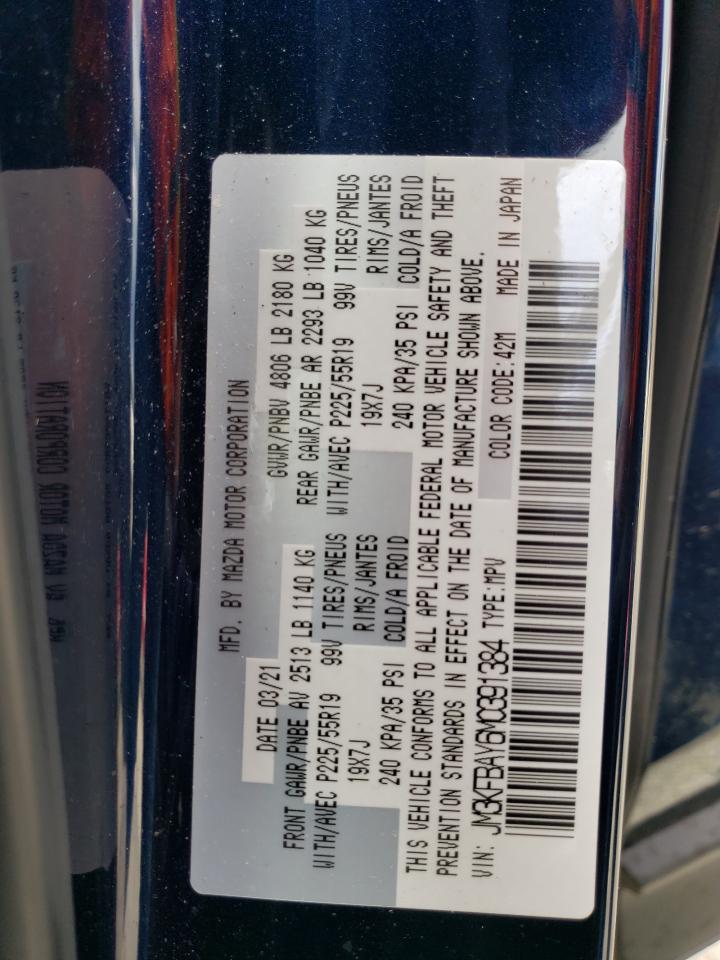 MFD. BY MAZDA MOTOR CORPORATION
DATE 03/21 GVWR/PNBV 4806 LB 2180 KG
FRONT GAWR/PNBE AV 2513 LB 1140 KG REAR GAWR/PNBE AR 2293 LB 1040 KG
WITH/AVEC P225/55R19 99V TIRES/PNEUS WITH/AVEC P225/55R19 99V TIRES/PNEUS
19X7J RIMS/JANTES 19X7J RIMS/JANTES
240 KPA/35 PSI COLD/A FROID 240 KPA/35 PSI COLD/A FROID
THIS VEHICLE CONFORMS TO ALL APPLICABLE FEDERAL MOTOR VEHICLE SAFETY AND THEFT
PREVENTION STANDARDS IN EFFECT ON THE DATE OF MANUFACTURE SHOWN ABOVE.
VIN: JM3KFBAY6M0391384 TYPE:MPV COLOR CODE:42M MADE IN JAPAN